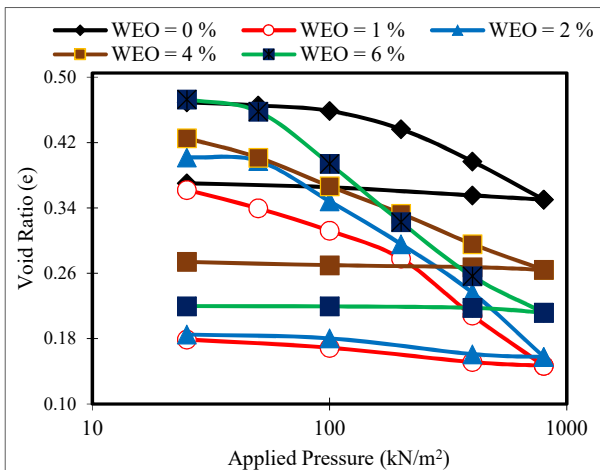 WEO = 0 % WEO = 1 % WEO = 2 %
WEO = 4 % WEO = 6 %
0.50
0.42
0.34
0.26
0.18
0.10
Void Ratio (e)
10 100 1000
Applied Pressure (kN/m²)